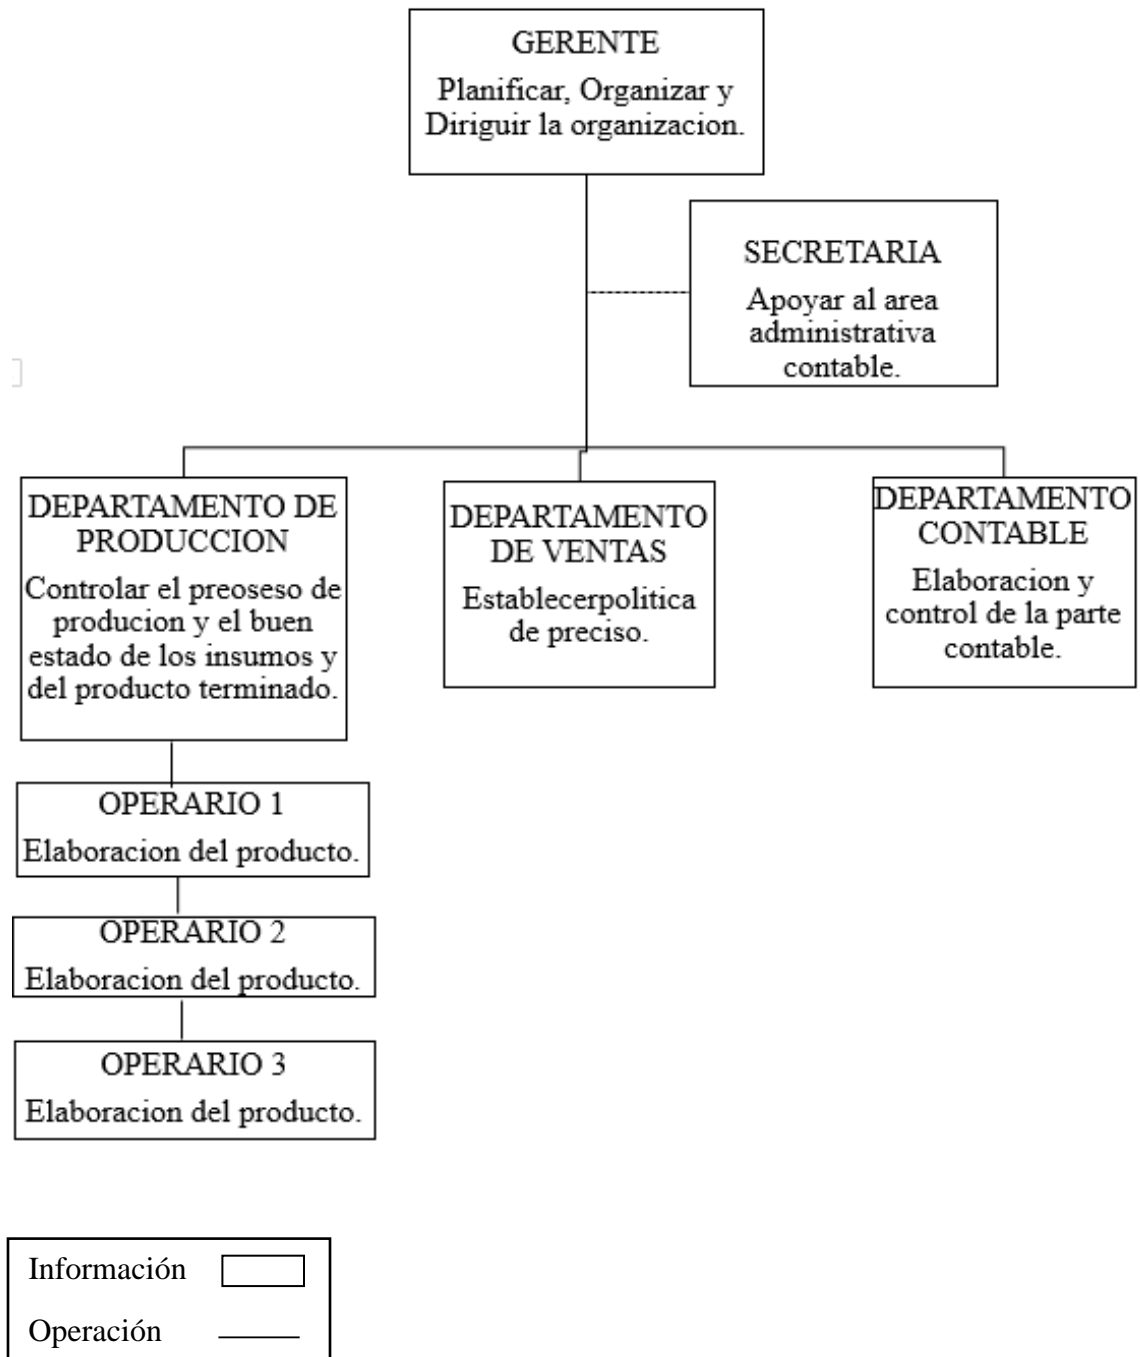 GERENTE
Planificar, Organizar y
Diriguir la organizacion.
SECRETARIA
Apoyar al area
administrativa
contable.
DEPARTAMENTO DE
PRODUCCION
Controlar el preoseso de
producion y el buen
estado de los insumos y
del producto terminado.
DEPARTAMENTO
DE VENTAS
Establecerpolitica
de preciso.
DEPARTAMENTO
CONTABLE
Elaboracion y
control de la parte
contable.
OPERARIO 1
Elaboracion del producto.
OPERARIO 2
Elaboracion del producto.
OPERARIO 3
Elaboracion del producto.
Información
Operación